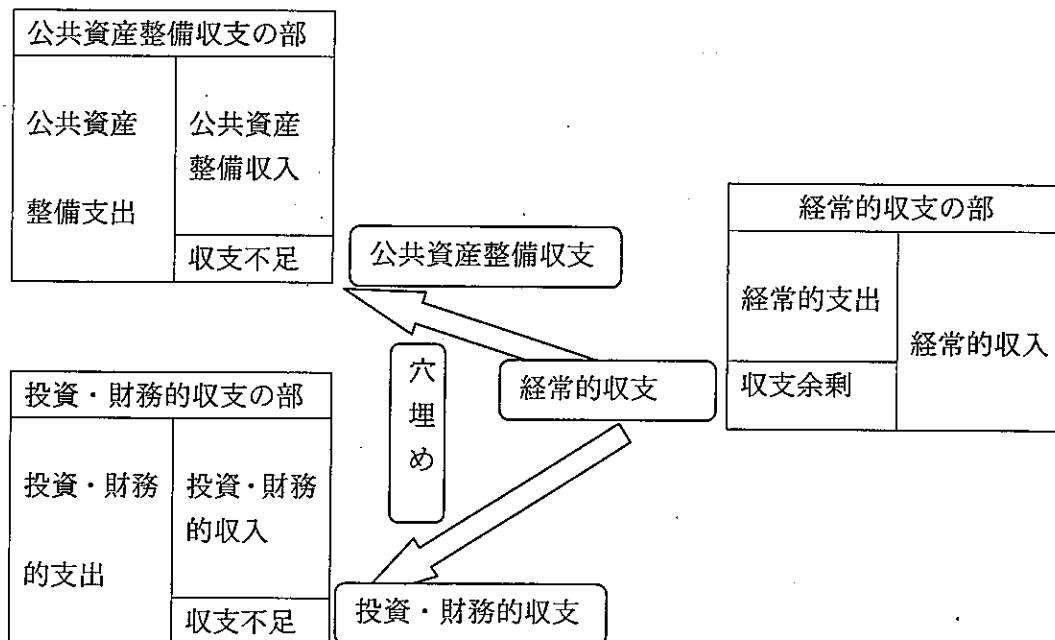 公共資産整備収支の部
公共資産
整備支出
公共資産
整備収入
収支不足
公共資産整備収支
投資・財務的収支の部
投資・財務
的支出
投資・財務
的収入
収支不足
投資・財務的収支
穴
埋
め
経常的収支
経常的収支の部
経常的支出
収支余剰
経常的収入